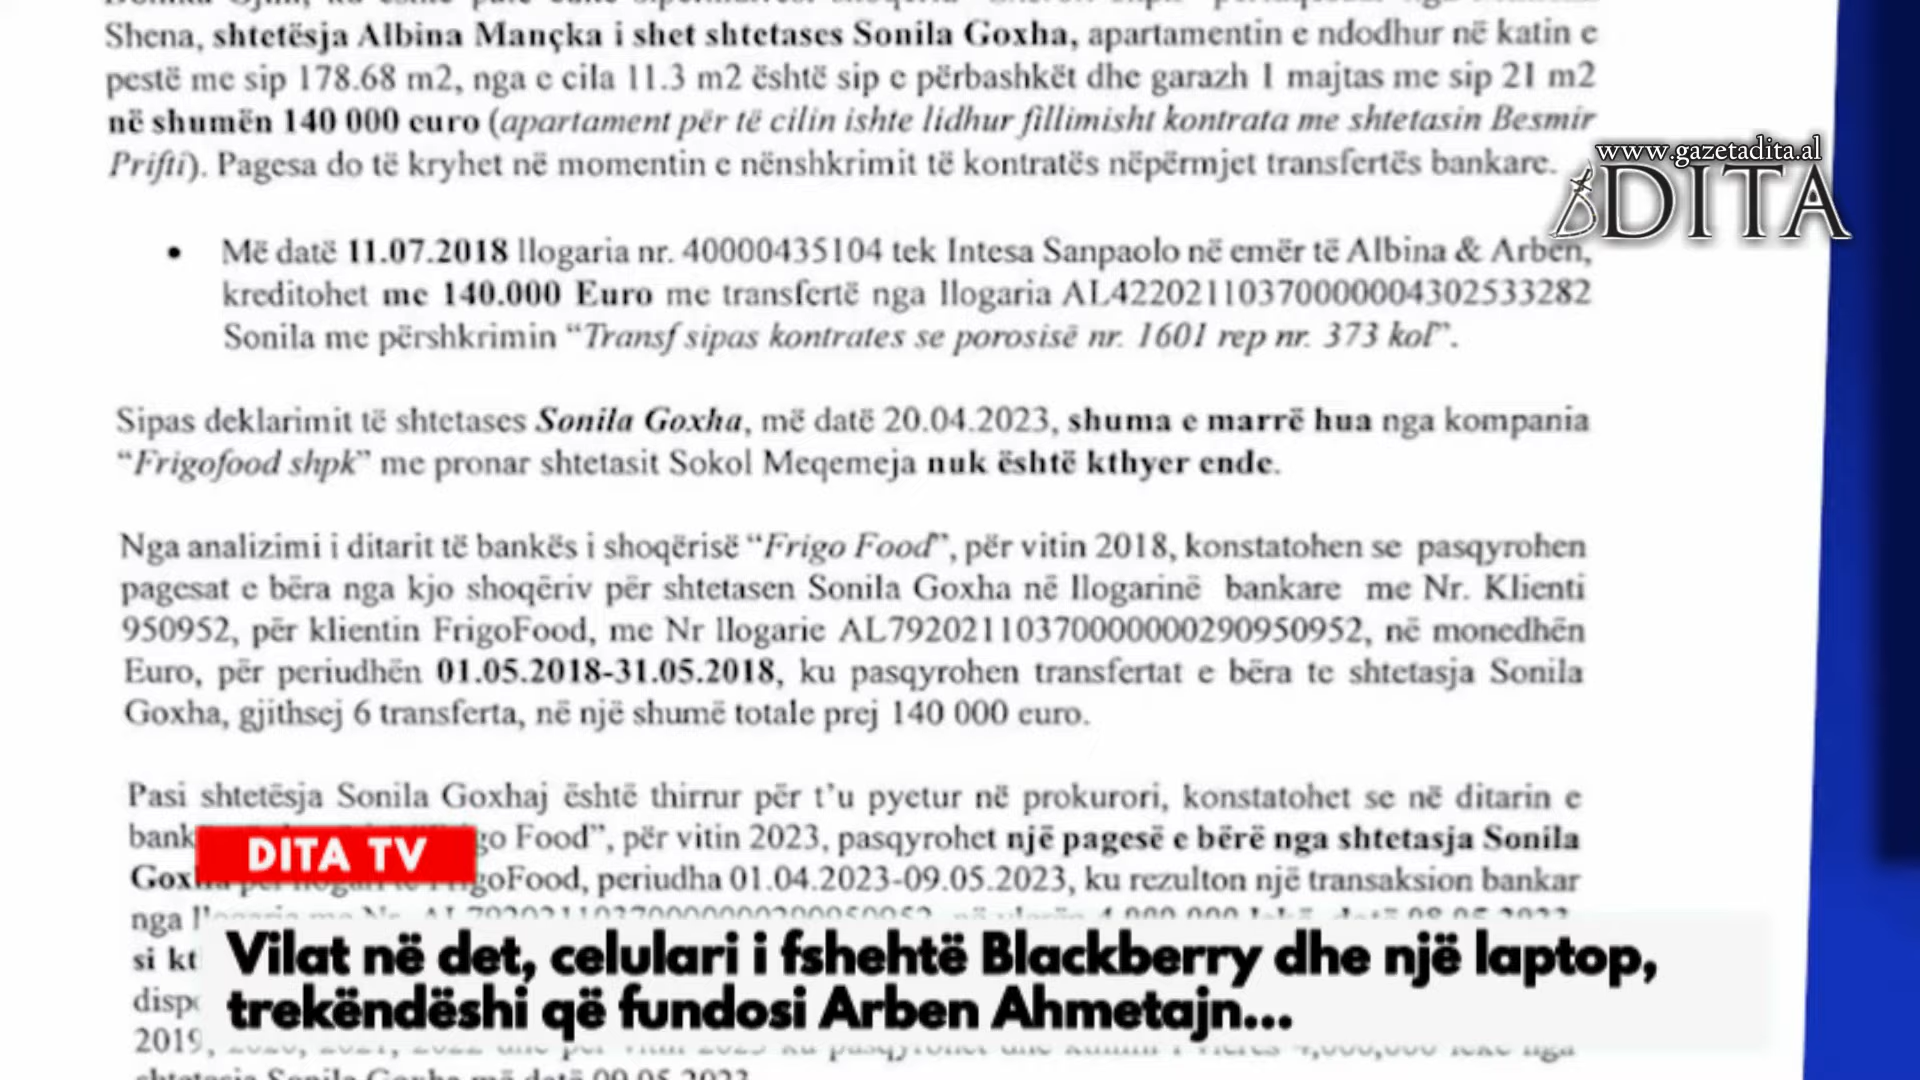 Shena, shtetësja Albina Mançka i shet shtetases Sonila Goxha, apartamentin e ndodhur në katin e
pestë me sip 178.68 m2, nga e cila 11.3 m2 është sip e përbashkët dhe garazh 1 majtas me sip 21 m2
në shumën 140 000 euro (apartament për të cilin ishte lidhur fillimisht kontrata me shtetasin Besmir
Prifti). Pagesa do të kryhet në momentin e nënshkrimit të kontratës nëpërmjet transfertës bankare.
www.gazetadita.al
DITA
• Më datë 11.07.2018 llogaria nr. 40000435104 tek Intesa Sanpaolo në emër të Albina & Arben,
kreditohet me 140.000 Euro me transfertë nga llogaria AL42202110370000004302533282
Sonila me përshkrimin “Transf sipas kontrates se porosisë nr. 1601 rep nr. 373 kol”.
Sipas deklarimit të shtetases Sonila Goxha, më datë 20.04.2023, shuma e marrë hua nga kompania
“Frigofood shpk” me pronar shtetasit Sokol Meqemeja nuk është kthyer ende.
Nga analizimi i ditarit të bankës i shoqërisë “Frigo Food”, për vitin 2018, konstatohen se pasqyrohen
pagesat e bëra nga kjo shoqëriv për shtetasen Sonila Goxha në llogarinë bankare me Nr. Klienti
950952, për klientin FrigoFood, me Nr llogarie AL79202110370000000290950952, në monedhën
Euro, për periudhën 01.05.2018-31.05.2018, ku pasqyrohen transfertat e bëra te shtetasja Sonila
Goxha, gjithsej 6 transferta, në një shumë totale prej 140 000 euro.
Pasi shtetësja Sonila Goxhaj është thirrur për t’u pyetur në prokurori, konstatohet se në ditarin e
Food”, për vitin 2023, pasqyrohet një pagesë e bërë nga shtetasja Sonila
DITA TV
FrigoFood, periudha 01.04.2023-09.05.2023, ku rezulton një transaksion bankar
nga
si
Vilat në det, celulari i fshehtë Blackberry dhe një laptop,
trekëndëshi që fundosi Arben Ahmetajn...
2019,